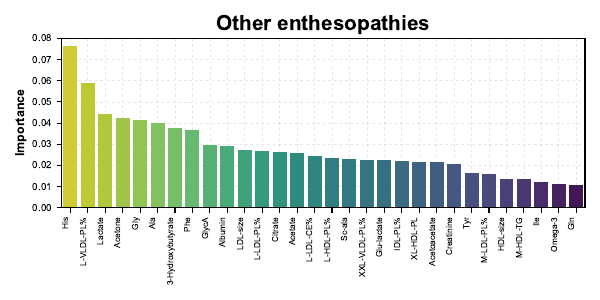 Other enthesopathies
Importance
0.08
0.07
0.06
0.05
0.04
0.03
0.02
0.01
0.00
His
L-VLDL-PL%
Lactate
Acetone
Gly
Ala
3-Hydroxybutyrate
Phe
GlycA
Albumin
LDL-size
L-LDL-PL%
Citrate
Acetate
L-LDL-CE%
L-HDL-PL%
S<-ala
XXL-VLDL-PL%
Glu-lactate
IDL-PL%
XL-HDL-PL
Acetoacetate
Creatinine
Tyr
M-LDL-PL%
HDL-size
M-HDL-TG
Ile
Omega-3
Gln